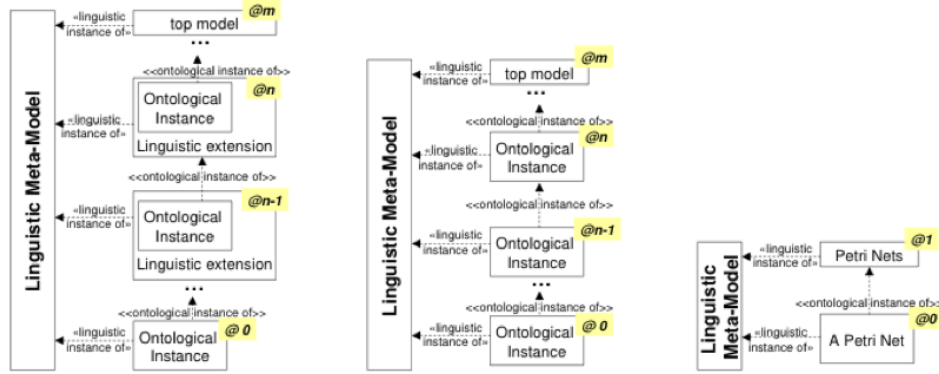 Linguistic Meta-Model
@m
«linguistic
instance of»
top model
...
<<ontological instance of>>
@n
Ontological
Instance
«linguistic
instance of»
Linguistic extension
<<ontological instance of>>
@n-1
«linguistic
instance of»
Ontological
Instance
Linguistic extension
...
<<ontological instance of>>
@ 0
«linguistic
instance of»
Ontological
Instance
Linguistic Meta-Model
@m
«linguistic
instance of»
top model
...
<<ontological instance of>>
@n
«linguistic
instance of»
Ontological
Instance
<<ontological instance of>>
@n-1
«linguistic
instance of»
Ontological
Instance
...
<<ontological instance of>>
@ 0
«linguistic
instance of»
Ontological
Instance
Linguistic
Meta-Model
@1
«linguistic
instance of»
Petri Nets
<<ontological instance of>>
@0
«linguistic
instance of»
A Petri Net